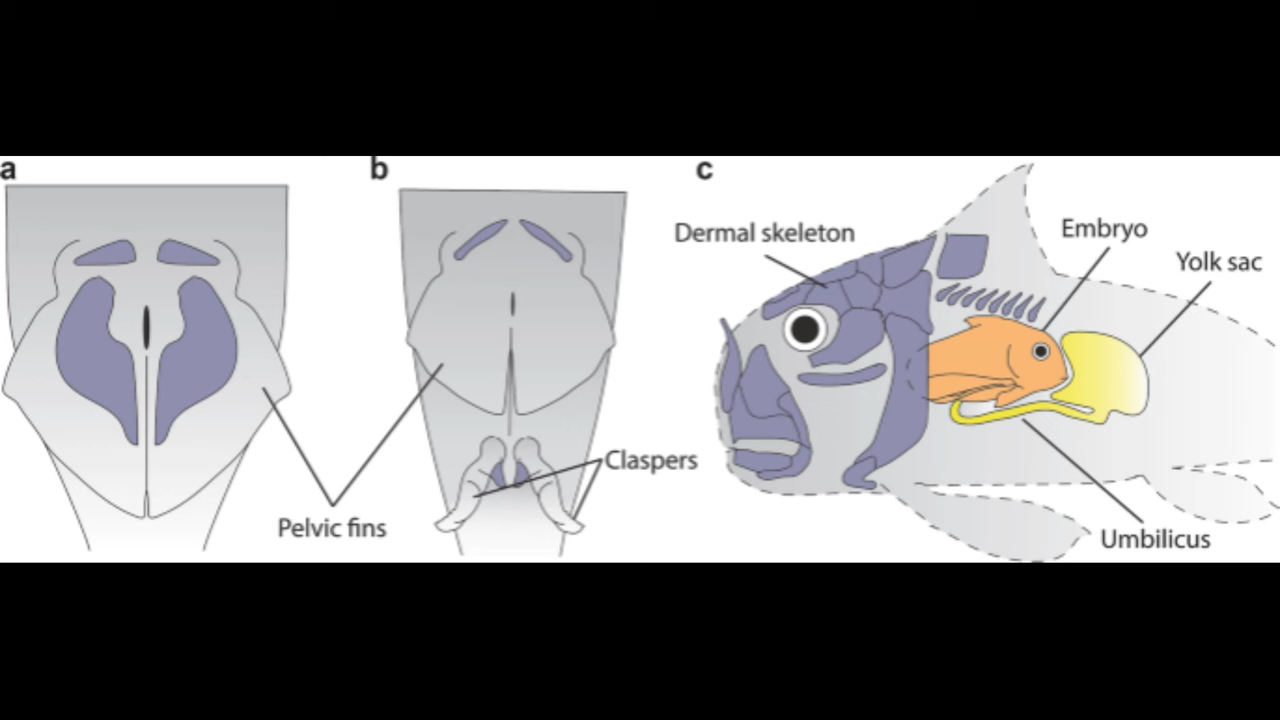 a
b
c
Dermal skeleton
Embryo
Yolk sac
Claspers
Pelvic fins
Umbilicus